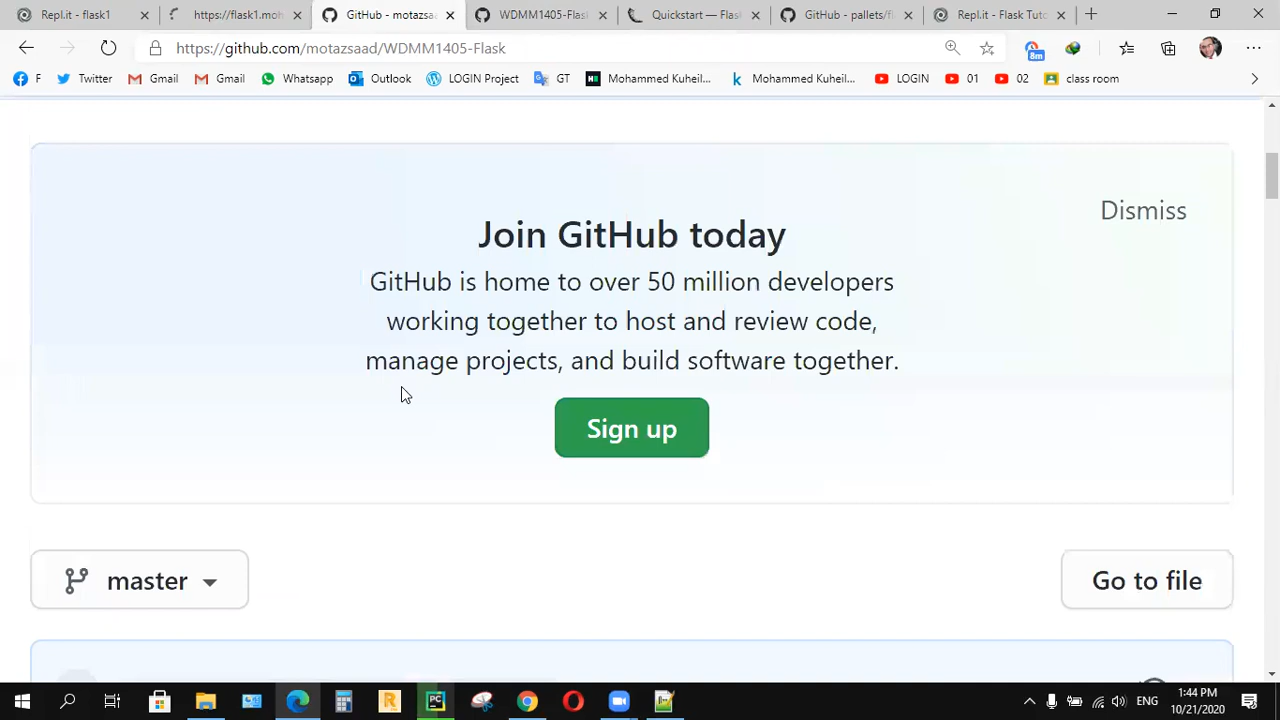 Repl.it - flask1
https://flask1.moh
GitHub - motazsaa
WDMM1405-Flask
Quickstart — Flask
GitHub - pallets/fl
Repl.it - Flask Tuto
https://github.com/motazsaad/WDMM1405-Flask
8m
F
Twitter
Gmail
Gmail
Whatsapp
Outlook
LOGIN Project
GT
Mohammed Kuheil...
Mohammed Kuheil...
LOGIN
01
02
class room
Join GitHub today
Dismiss
GitHub is home to over 50 million developers
working together to host and review code,
manage projects, and build software together.
Sign up
master
Go to file
ENG
1:44 PM
10/21/2020